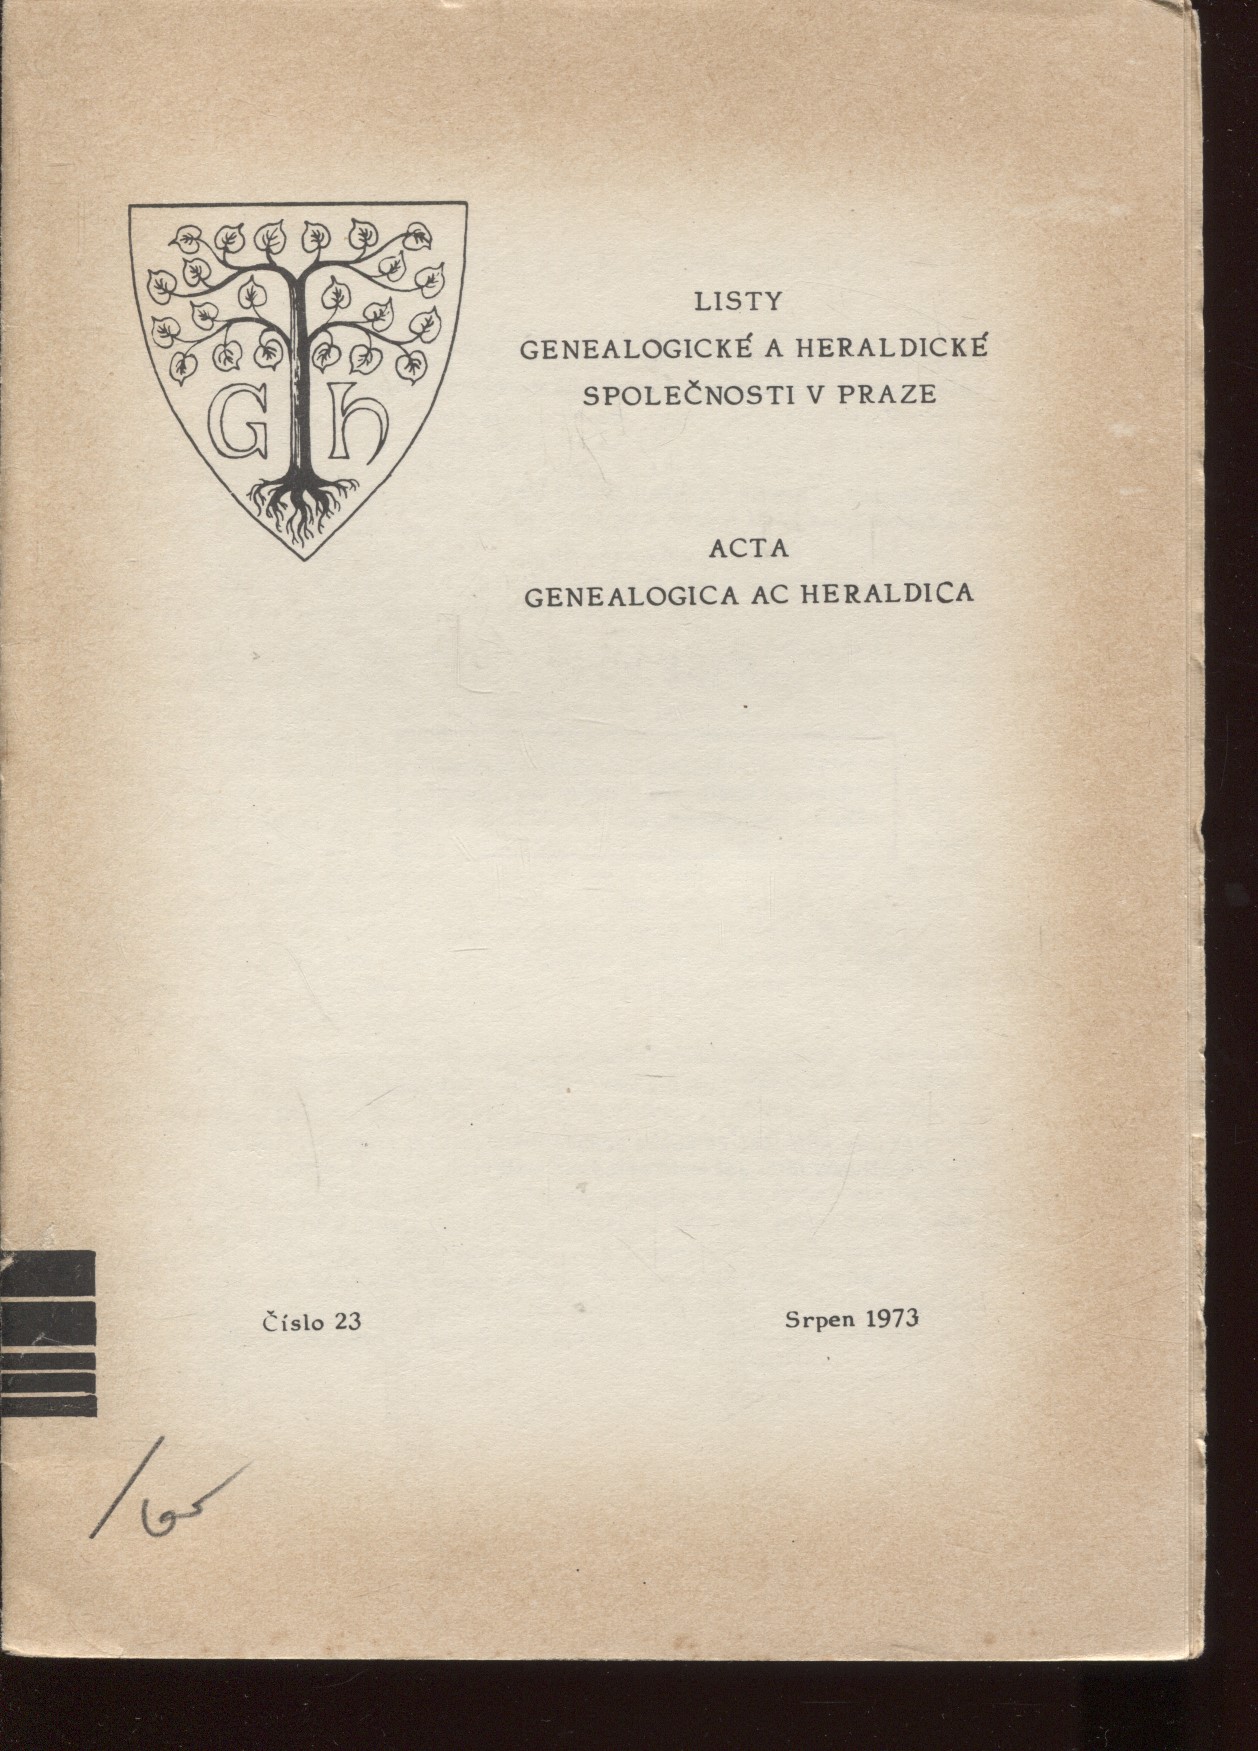 G h
LISTY
GENEALOGICKÉ A HERALDICKÉ
SPOLEČNOSTI V PRAZE
ACTA
GENEALOGICA AC HERALDICA
Číslo 23
Srpen 1973